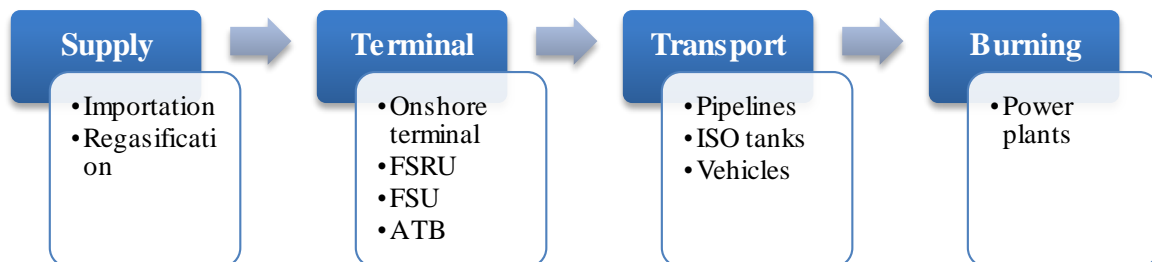 Supply
• Importation
• Regasificati
on
Terminal
• Onshore
terminal
• FSRU
• FSU
• ATB
Transport
• Pipelines
• ISO tanks
• Vehicles
Burning
• Power
plants